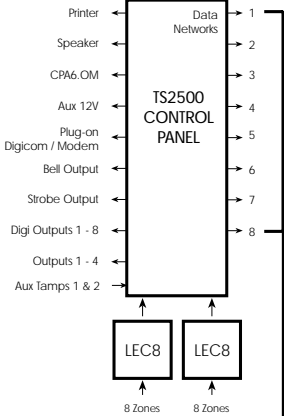 Printer
Speaker
CPA6.OM
Aux 12V
Plug-on
Digicom / Modem
Bell Output
Strobe Output
Digi Outputs 1 - 8
Outputs 1 - 4
Aux Tamps 1 & 2
Data
Networks
TS2500
CONTROL
PANEL
1
2
3
4
5
6
7
8
LEC8
LEC8
8 Zones
8 Zones